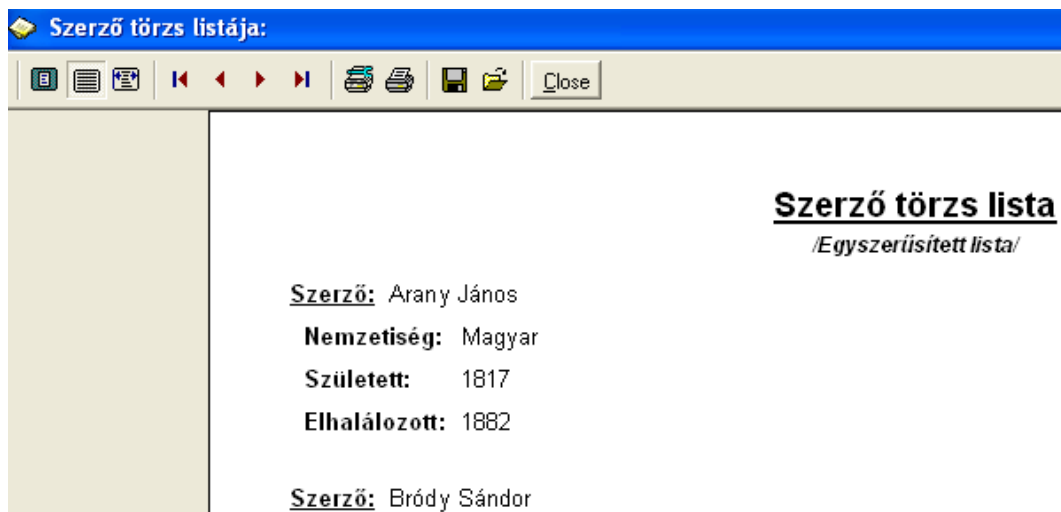 Szerző törzs listája:
Close
Szerző törzs lista
/Egyszerűsített lista/
Szerző: Arany János
Nemzetiség: Magyar
Született: 1817
Elhalálozott: 1882
Szerző: Bródy Sándor